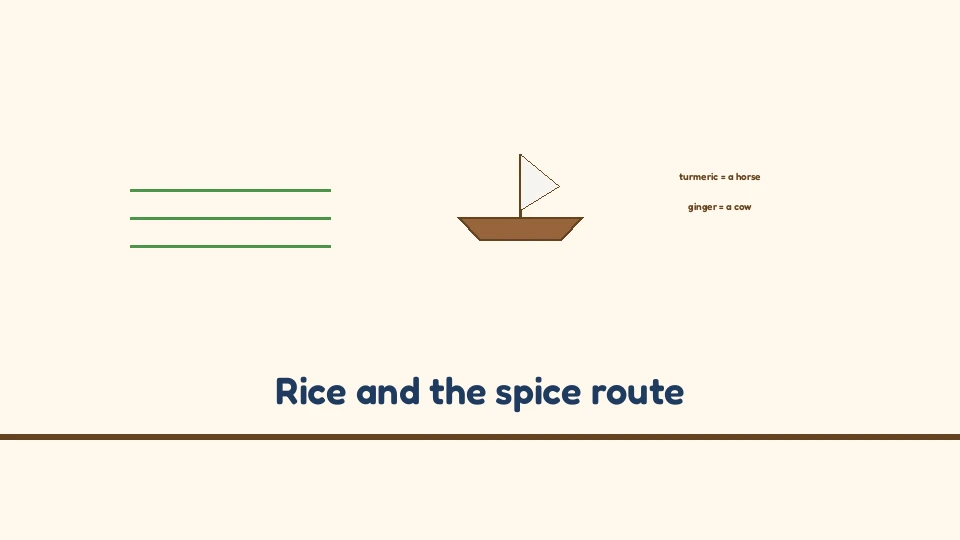 turmeric = a horse
ginger = a cow
Rice and the spice route